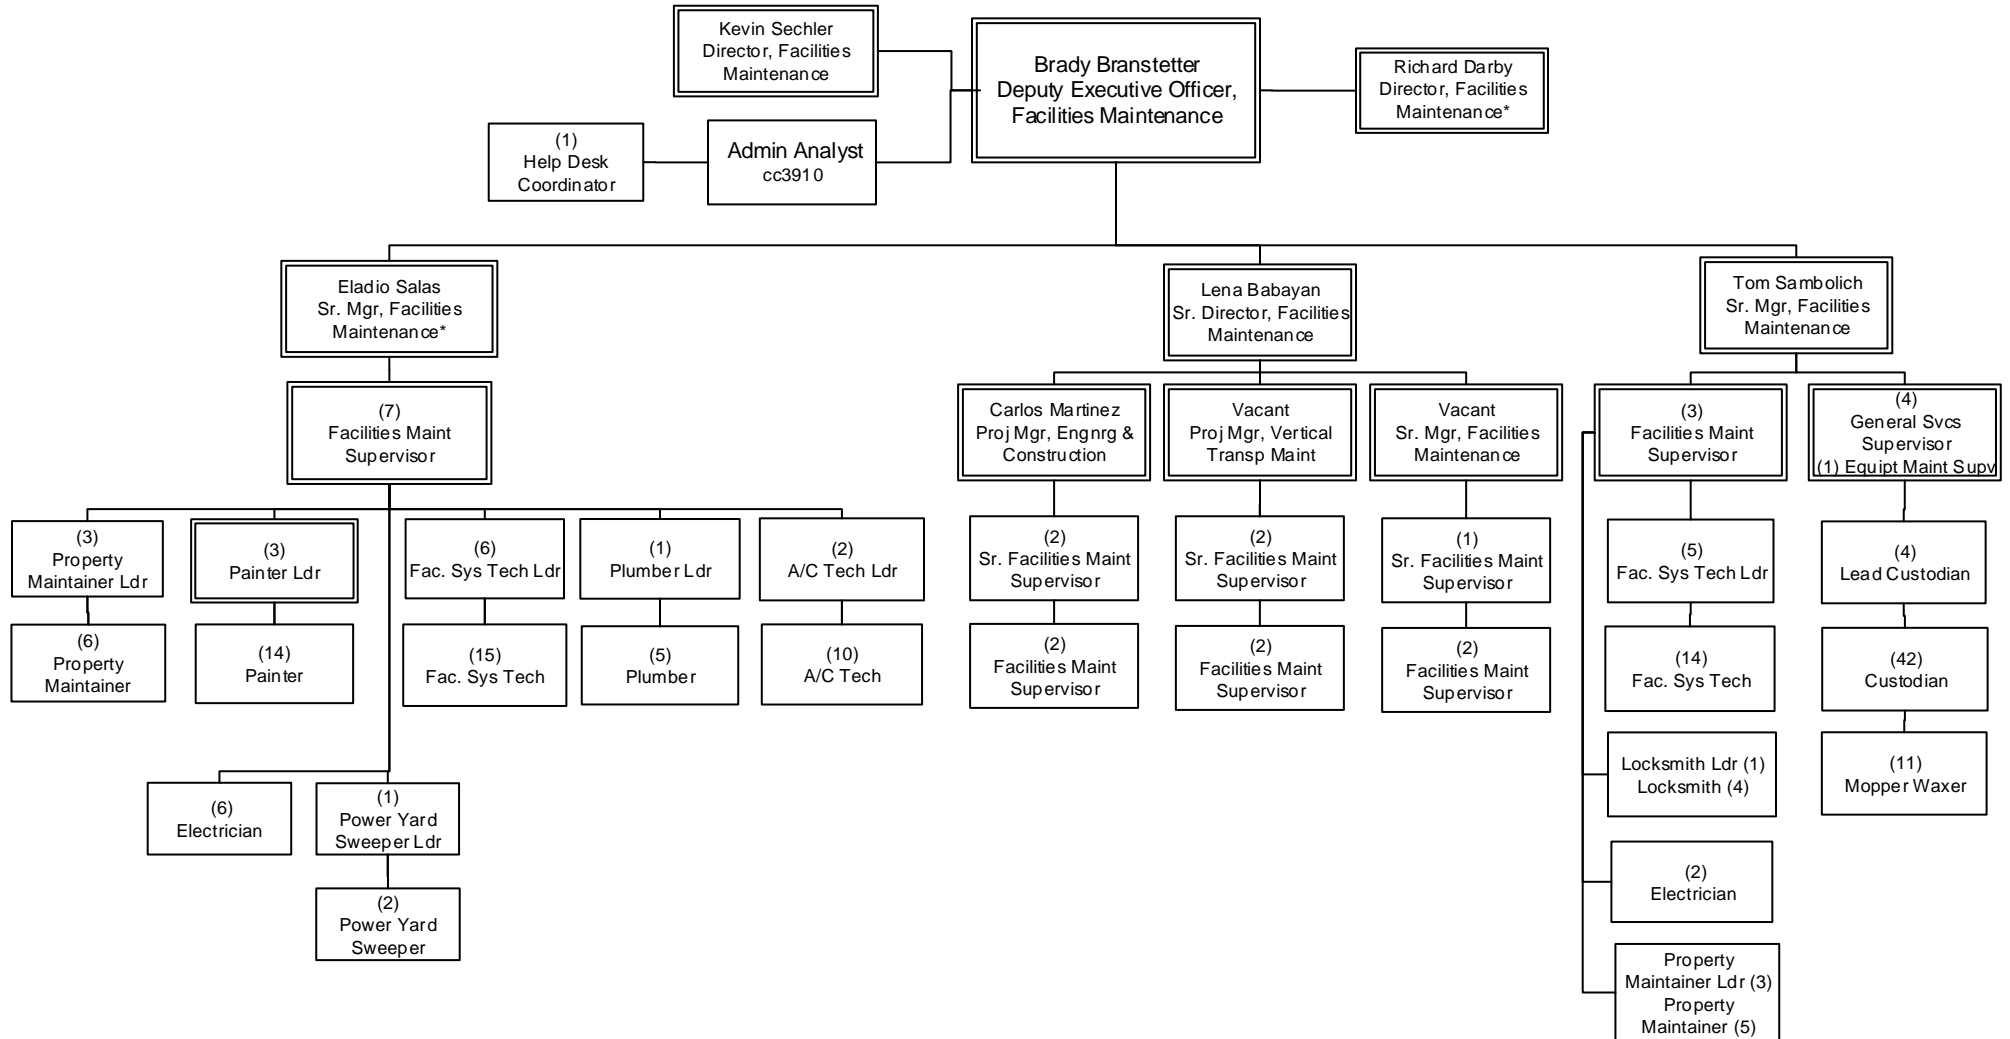 Kevin Sechler
Director, Facilities
Maintenance
Brady Branstetter
Deputy Executive Officer,
Facilities Maintenance
Richard Darby
Director, Facilities
Maintenance*
(1)
Help Desk
Coordinator
Admin Analyst
cc3910
Eladio Salas
Sr. Mgr, Facilities
Maintenance*
Lena Babayan
Sr. Director, Facilities
Maintenance
Tom Sambolich
Sr. Mgr, Facilities
Maintenance
(7)
Facilities Maint
Supervisor
Carlos Martinez
Proj Mgr, Engnrg &
Construction
Vacant
Proj Mgr, Vertical
Transp Maint
Vacant
Sr. Mgr, Facilities
Maintenance
(3)
Facilities Maint
Supervisor
(4)
General Svcs
Supervisor
(1) Equipt Maint Supv
(3)
Property
Maintainer Ldr
(3)
Painter Ldr
(6)
Fac. Sys Tech Ldr
(1)
Plumber Ldr
(2)
A/C Tech Ldr
(2)
Sr. Facilities Maint
Supervisor
(2)
Sr. Facilities Maint
Supervisor
(1)
Sr. Facilities Maint
Supervisor
(5)
Fac. Sys Tech Ldr
(4)
Lead Custodian
(6)
Property
Maintainer
(14)
Painter
(15)
Fac. Sys Tech
(5)
Plumber
(10)
A/C Tech
(2)
Facilities Maint
Supervisor
(2)
Facilities Maint
Supervisor
(2)
Facilities Maint
Supervisor
(14)
Fac. Sys Tech
(42)
Custodian
Locksmith Ldr (1)
Locksmith (4)
(11)
Mopper Waxer
(6)
Electrician
(1)
Power Yard
Sweeper Ldr
(2)
Electrician
(2)
Power Yard
Sweeper
Property
Maintainer Ldr (3)
Property
Maintainer (5)